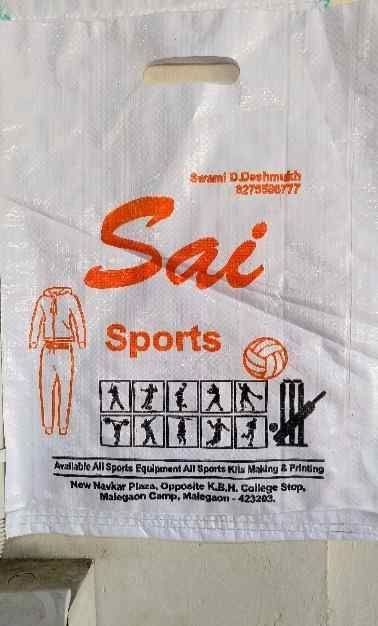 Swami D.Deshmukh
8275596777
Sai
Sports
Available All Sports Equipment All Sports Kits Making & Printing
New Navkar Plaza, Opposite K.B.H. College Stop,
Malegaon Camp, Malegaon - 423203.